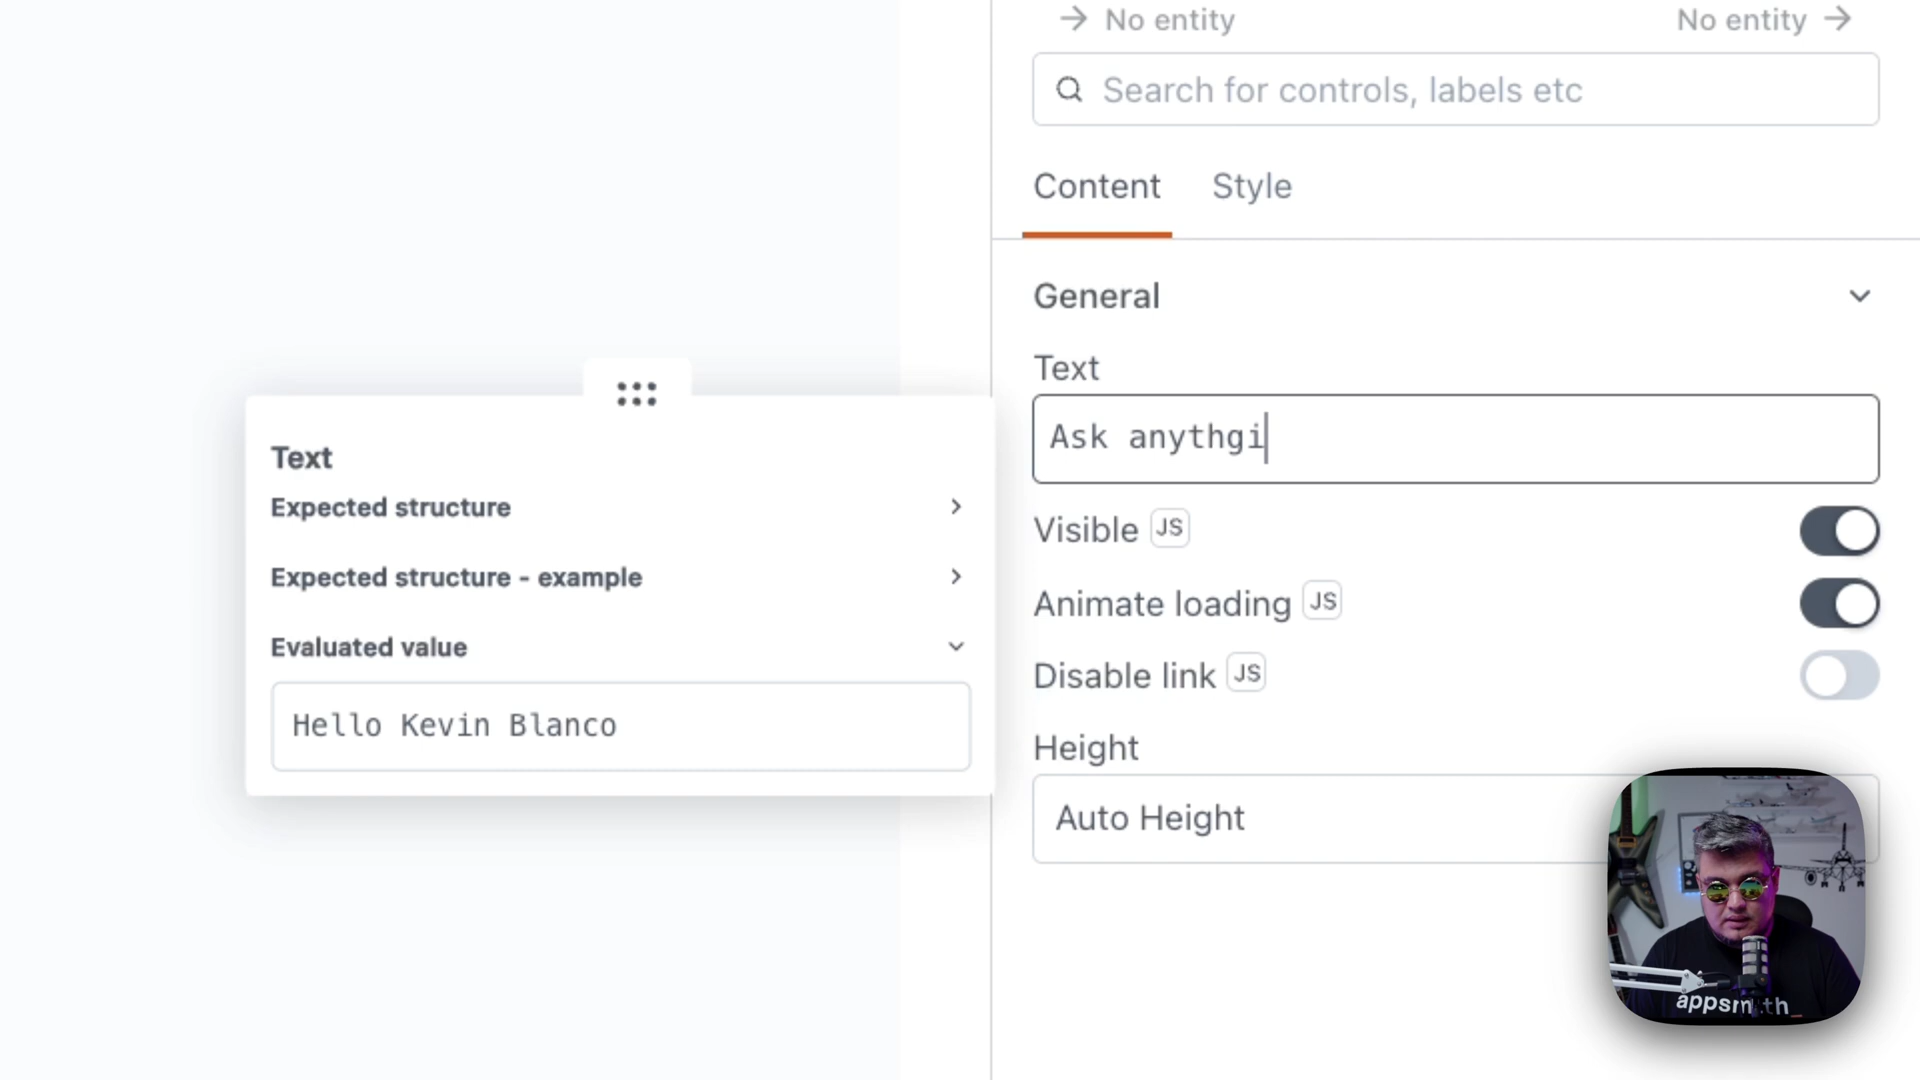 No entity No entity
Search for controls, labels etc
Content Style
General
Text
Ask anythgi
Visible JS
Animate loading JS
Disable link JS
Height
Auto Height
Text
Expected structure
Expected structure - example
Evaluated value
Hello Kevin Blanco
appsmith_